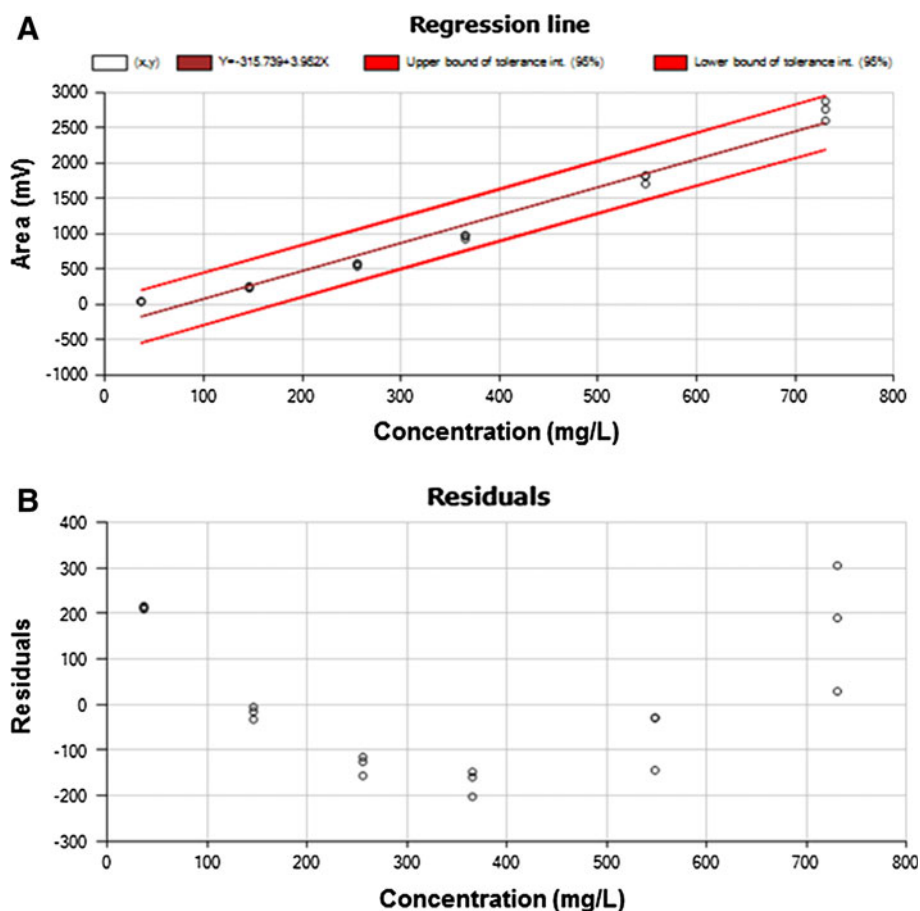 A
Regression line
(x,y) Y=-315.739+3.952X Upper bound of tolerance int. (95%) Lower bound of tolerance int. (95%)
3000
2500
2000
1500
1000
500
0
-500
-1000
Area (mV)
0 100 200 300 400 500 600 700 800
Concentration (mg/L)
B
Residuals
400
300
200
100
0
-100
-200
-300
Residuals
0 100 200 300 400 500 600 700 800
Concentration (mg/L)